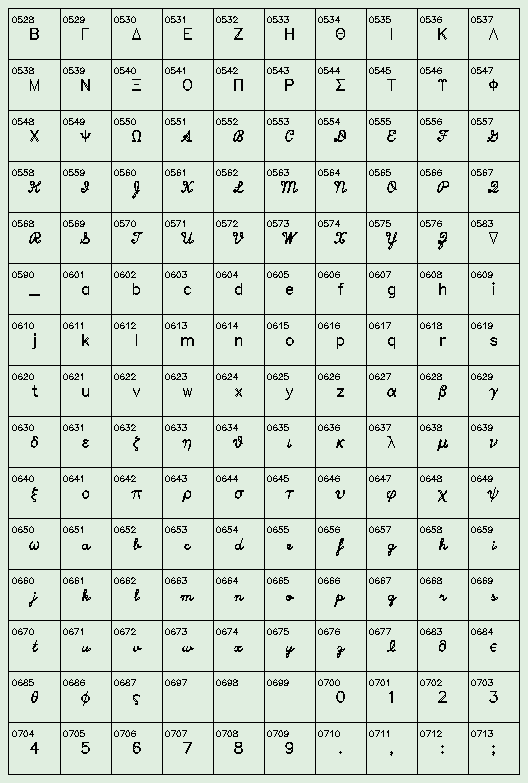 0528 0529 0530 0531 0532 0533 0534 0535 0536 0537
Β Γ Δ Ε Ζ Η Θ Ι Κ Λ
0538 0539 0540 0541 0542 0543 0544 0545 0546 0547
Μ Ν Ξ Ο Π Ρ Σ Τ ϒ Φ
0548 0549 0550 0551 0552 0553 0554 0555 0556 0557
Χ Ψ Ω 𝒜 ℬ 𝒞 𝒟 ℰ ℱ 𝒢
0558 0559 0560 0561 0562 0563 0564 0565 0566 0567
ℋ ℐ 𝒥 𝒦 ℒ ℳ 𝒩 𝒪 𝒫 𝒬
0568 0569 0570 0571 0572 0573 0574 0575 0576 0583
ℛ 𝒮 𝒯 𝒰 𝒱 𝒲 𝒳 𝒴 𝒵 ∇
0590 0601 0602 0603 0604 0605 0606 0607 0608 0609
_ a b c d e f g h i
0610 0611 0612 0613 0614 0615 0616 0617 0618 0619
j k l m n o p q r s
0620 0621 0622 0623 0624 0625 0626 0627 0628 0629
t u v w x y z α β γ
0630 0631 0632 0633 0634 0635 0636 0637 0638 0639
δ ε ζ η ϑ ι κ λ μ ν
0640 0641 0642 0643 0644 0645 0646 0647 0648 0649
ξ ο π ρ σ τ υ φ χ ψ
0650 0651 0652 0653 0654 0655 0656 0657 0658 0659
ω 𝒶 𝒷 𝒸 𝒹 ℯ 𝒻 ℊ 𝒽 𝒾
0660 0661 0662 0663 0664 0665 0666 0667 0668 0669
𝒿 𝓀 𝓁 𝓂 𝓃 ℴ 𝓅 𝓆 𝓇 𝓈
0670 0671 0672 0673 0674 0675 0676 0677 0683 0684
𝓉 𝓊 𝓋 𝓌 𝓍 𝓎 𝓏 ℓ ∂ ϵ
0685 0686 0687 0697 0698 0699 0700 0701 0702 0703
θ ϕ ς 0 1 2 3
0704 0705 0706 0707 0708 0709 0710 0711 0712 0713
4 5 6 7 8 9 . , : ;